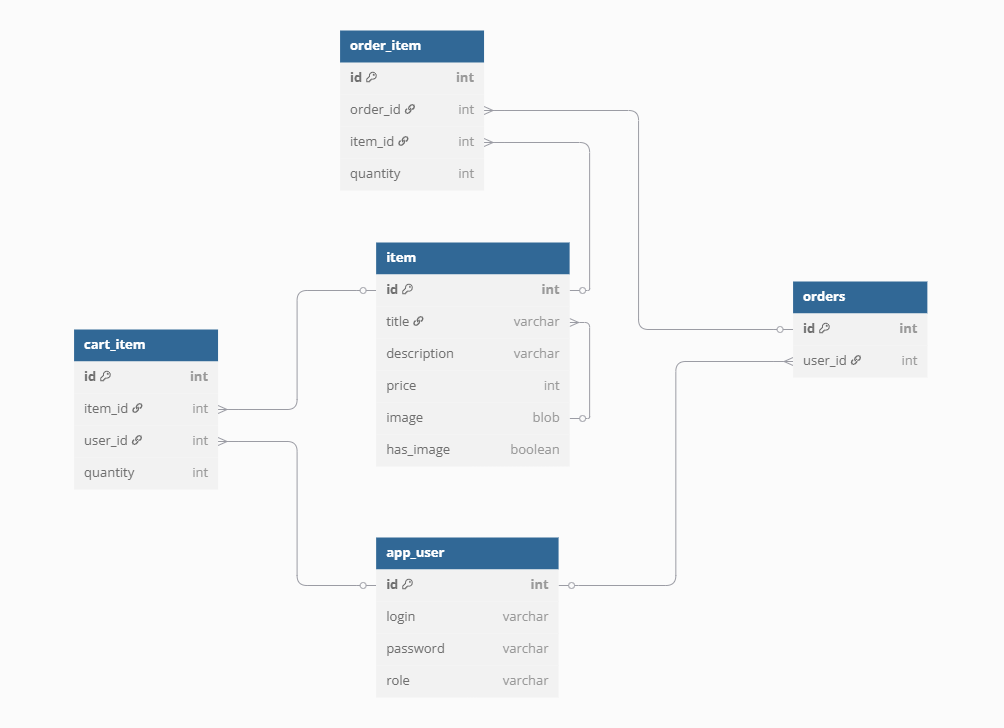 order_item
id int
order_id int
item_id int
quantity int
item
id int
title varchar
description varchar
price int
image blob
has_image boolean
orders
id int
user_id int
cart_item
id int
item_id int
user_id int
quantity int
app_user
id int
login varchar
password varchar
role varchar